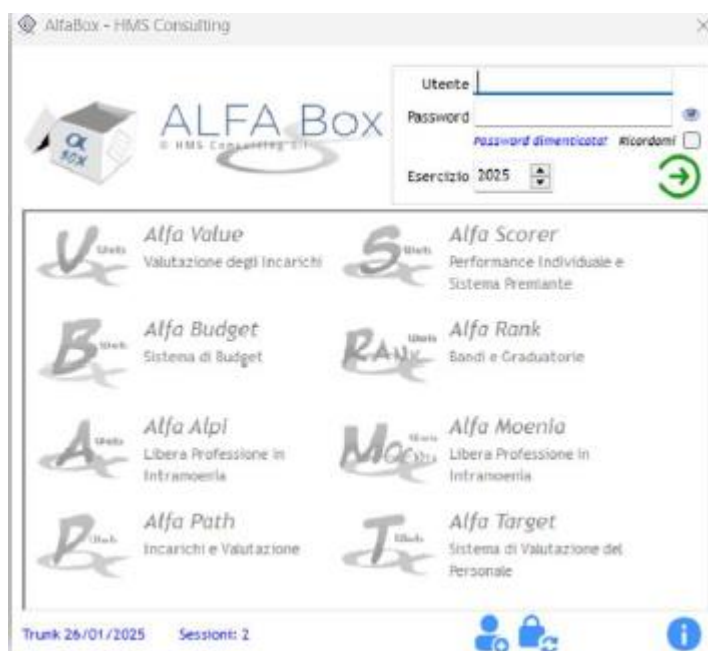 AlfaBox - HMS Consulting
Utente
ALFA Box
© HMS Consulting Srl
Password
Password dimenticata? Ricordami
Esercizio 2025
α
BOX
Alfa Value
Valutazione degli Incarichi
Alfa Scorer
Performance Individuale e
Sistema Premiante
Alfa Budget
Sistema di Budget
Alfa Rank
Bandi e Graduatorie
Alfa Alpi
Libera Professione in
Intramoenia
Alfa Moenia
Libera Professione in
Intramoenia
Alfa Path
Incarichi e Valutazione
Alfa Target
Sistema di Valutazione del
Personale
Trunk 26/01/2025 Sessioni: 2